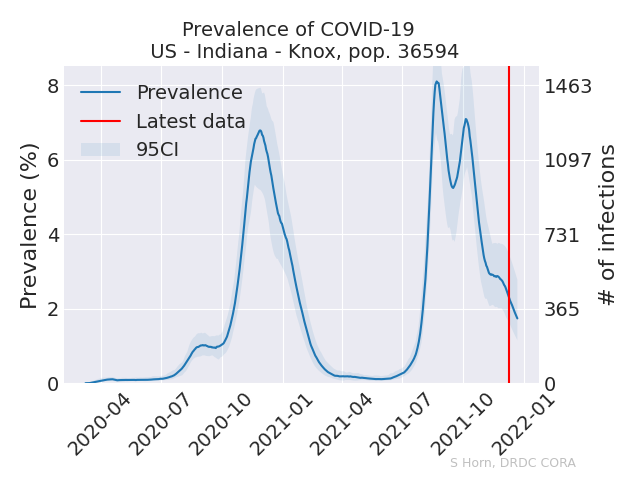 Prevalence of COVID-19
US - Indiana - Knox, pop. 36594
Prevalence
Latest data
95CI
Prevalence (%)
8
6
4
2
0
# of infections
1463
1097
731
365
0
2020-04
2020-07
2020-10
2021-01
2021-04
2021-07
2021-10
2022-01
S Horn, DRDC CORA